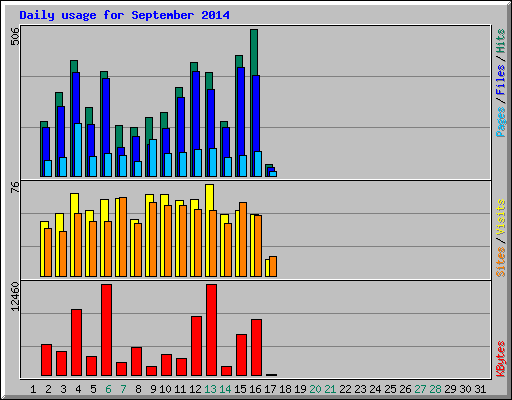 Daily usage for September 2014
506
Pages / Files / Hits
76
Sites / Visits
12460
KBytes
1 2 3 4 5 6 7 8 9 10 11 12 13 14 15 16 17 18 19 20 21 22 23 24 25 26 27 28 29 30 31